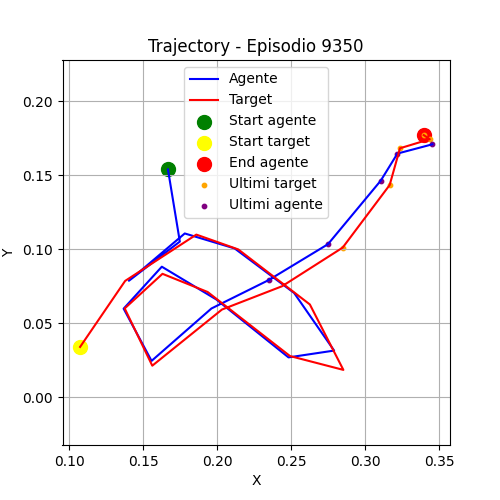 Trajectory - Episodio 9350
Agente
Target
Start agente
Start target
End agente
Ultimi target
Ultimi agente
Y
0.20
0.15
0.10
0.05
0.00
0.10
0.15
0.20
0.25
0.30
0.35
X